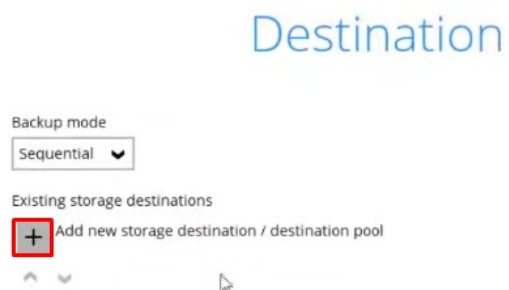 Destination
Backup mode
Sequential
Existing storage destinations
Add new storage destination / destination pool